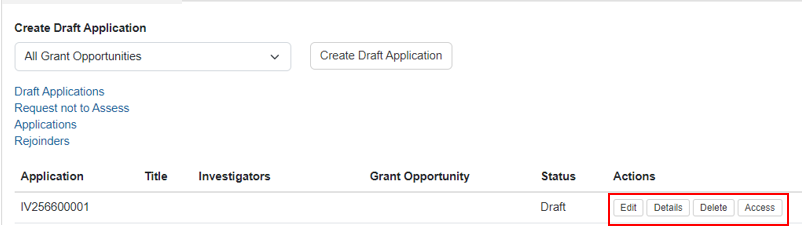 Create Draft Application
All Grant Opportunities Create Draft Application
Draft Applications
Request not to Assess
Applications
Rejoinders
Application Title Investigators Grant Opportunity Status Actions
IV256600001 Draft Edit Details Delete Access